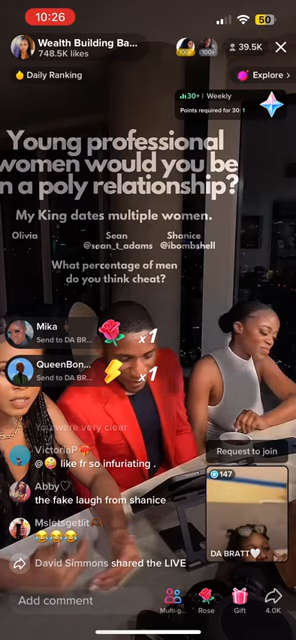 10:26
50
Wealth Building Ba...
748.5K likes
100+
39.5K
Daily Ranking
Explore >
30+ | Weekly
Points required for 30: 1
Young professional
women would you be
n a poly relationship?
My King dates multiple women.
Olivia
Sean
@sean_t_adams
Shanice
@ibombshell
What percentage of men
do you think cheat?
Mika
Send to DA BR...
x1
QueenBon...
Send to DA BR...
x1
You were very clear
VictoriaP
@🤪 like fr so infuriating .
Abby🤍
the fake laugh from shanice
Msletsgetlit
😂😂😂
David Simmons shared the LIVE
Request to join
147
DA BRATT🤍
Add comment
Multi-g...
Rose
Gift
4.0K